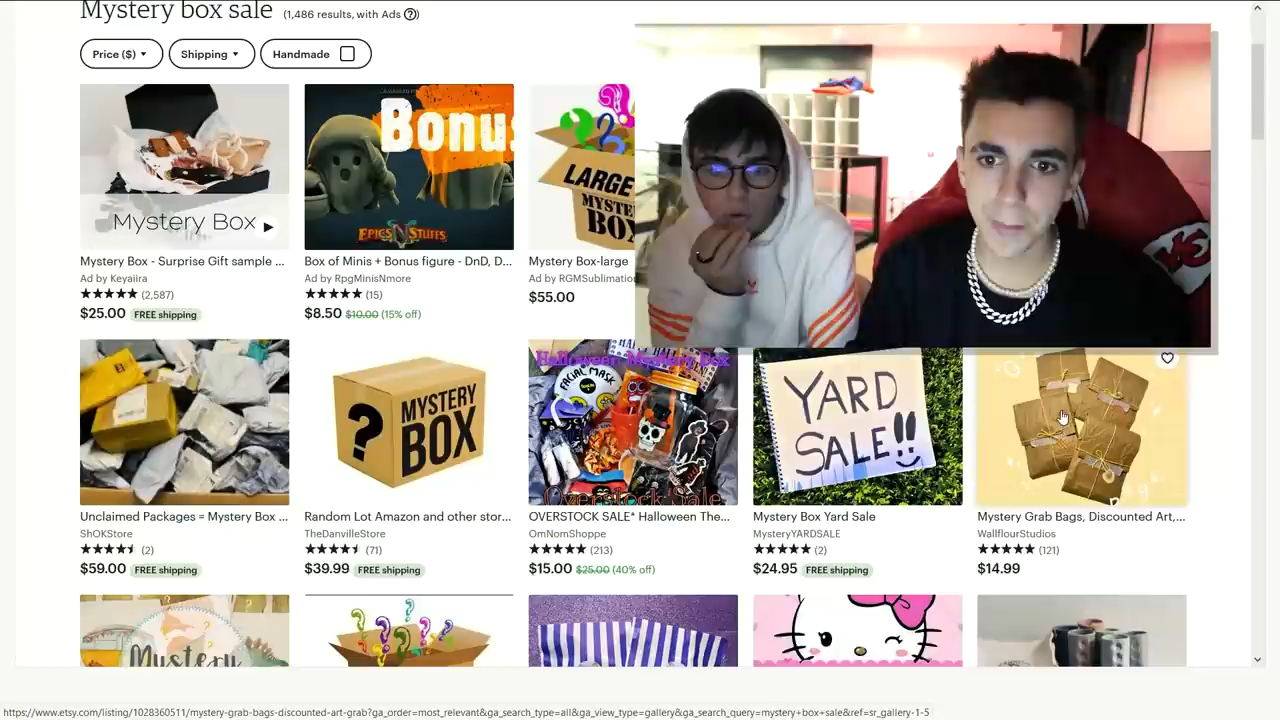 Mystery box sale (1,486 results, with Ads ?)
Price ($) Shipping Handmade
Mystery Box
Bonus
EPICS N STUFFS
LARGE
MYSTERY
BOX
Mystery Box - Surprise Gift sample ...
Ad by Keyaiira
(2,587)
$25.00 FREE shipping
Box of Minis + Bonus figure - DnD, D...
Ad by RpgMinisNmore
(15)
$8.50 $10.00 (15% off)
Mystery Box-large
Ad by RGMSublimatio
$55.00
?
MYSTERY
BOX
Halloween Mystery Box
FACIAL MASK
Overstock Sale
YARD
SALE!!
Unclaimed Packages = Mystery Box ...
ShOKStore
(2)
$59.00 FREE shipping
Random Lot Amazon and other stor...
TheDanvilleStore
(71)
$39.99 FREE shipping
OVERSTOCK SALE* Halloween The...
OmNomShoppe
(213)
$15.00 $25.00 (40% off)
Mystery Box Yard Sale
MysteryYARDSALE
(2)
$24.95 FREE shipping
Mystery Grab Bags, Discounted Art,...
WallflourStudios
(121)
$14.99
Mystery
https://www.etsy.com/listing/1028360511/mystery-grab-bags-discounted-art-grab?ga_order=most_relevant&ga_search_type=all&ga_view_type=gallery&ga_search_query=mystery+box+sale&ref=sr_gallery-1-5